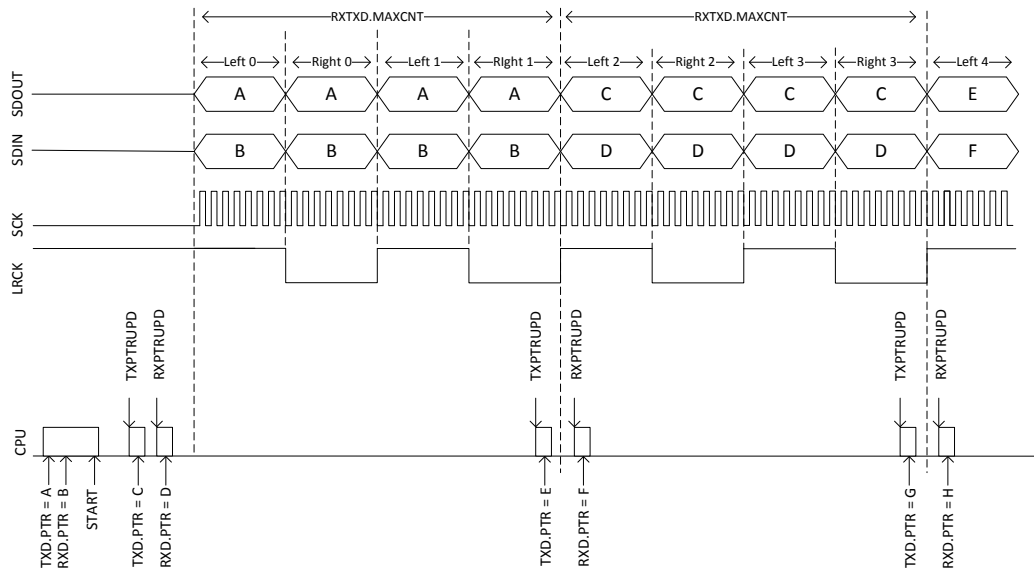 RXTXD.MAXCNT RXTXD.MAXCNT
Left 0 Right 0 Left 1 RIght 1 Left 2 Right 2 Left 3 Right 3 Left 4
SDOUT A A A A C C C C E
SDIN B B B B D D D D F
SCK
LRCK
TXPTRUPD RXPTRUPD TXPTRUPD RXPTRUPD TXPTRUPD RXPTRUPD
CPU
TXD.PTR = A RXD.PTR = B START TXD.PTR = C RXD.PTR = D TXD.PTR = E RXD.PTR = F TXD.PTR = G RXD.PTR = H